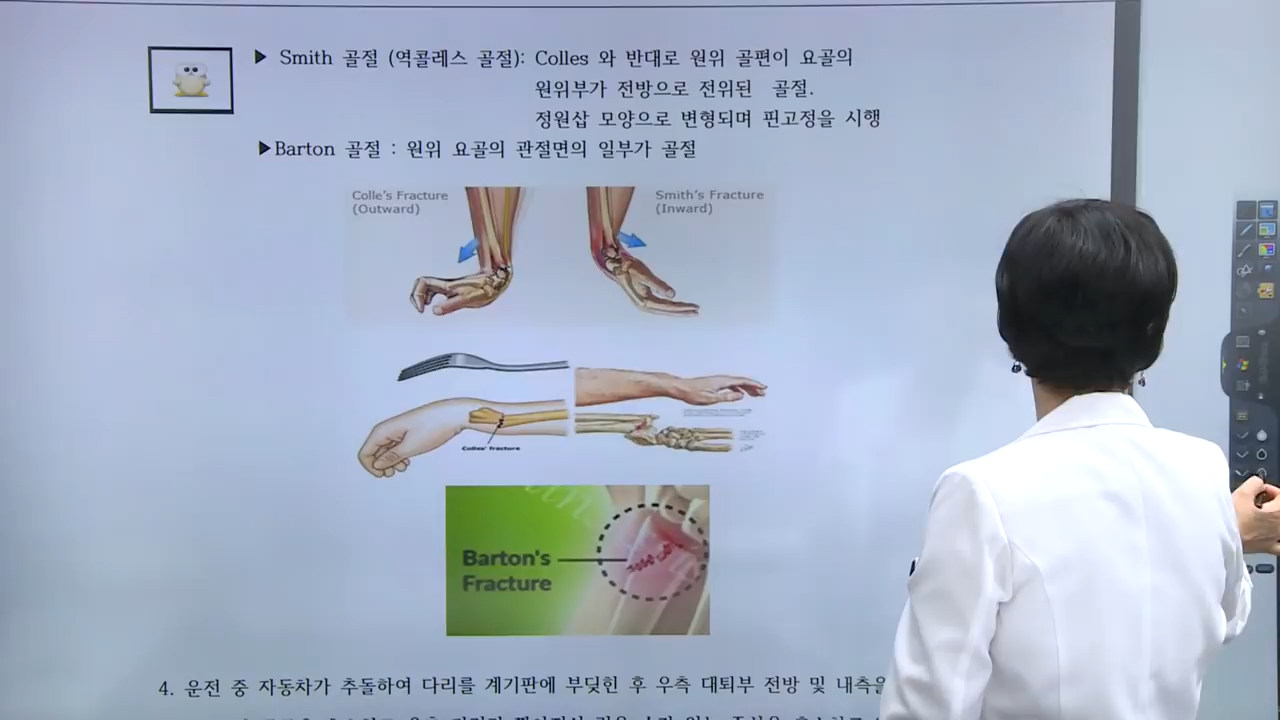 ▶ Smith 골절 (역콜레스 골절): Colles 와 반대로 원위 골편이 요골의
원위부가 전방으로 전위된 골절.
정원삽 모양으로 변형되며 핀고정을 시행
▶Barton 골절 : 원위 요골의 관절면의 일부가 골절
Colle's Fracture
(Outward)
Smith's Fracture
(Inward)
Colles' fracture
Barton's
Fracture
4. 운전 중 자동차가 추돌하여 다리를 계기판에 부딪힌 후 우측 대퇴부 전방 및 내측을